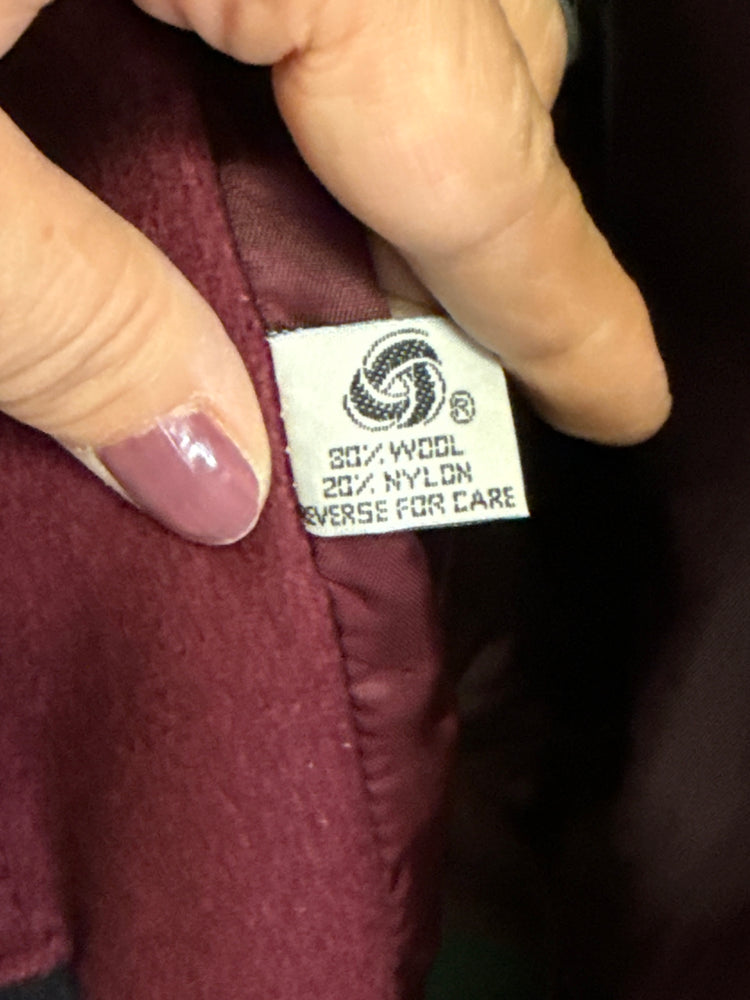 ®
80% WOOL
20% NYLON
EVERSE FOR CARE